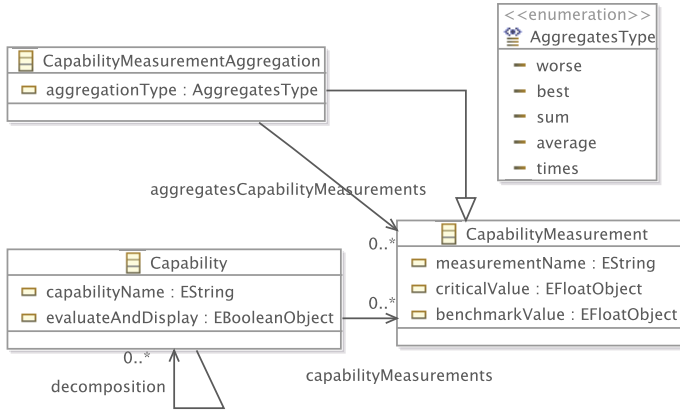 <<enumeration>>
AggregatesType
worse
best
sum
average
times
CapabilityMeasurementAggregation
aggregationType : AggregatesType
aggregatesCapabilityMeasurements
0..*
CapabilityMeasurement
measurementName : EString
criticalValue : EFloatObject
benchmarkValue : EFloatObject
Capability
capabilityName : EString
evaluateAndDisplay : EBooleanObject
0..*
capabilityMeasurements
0..*
decomposition